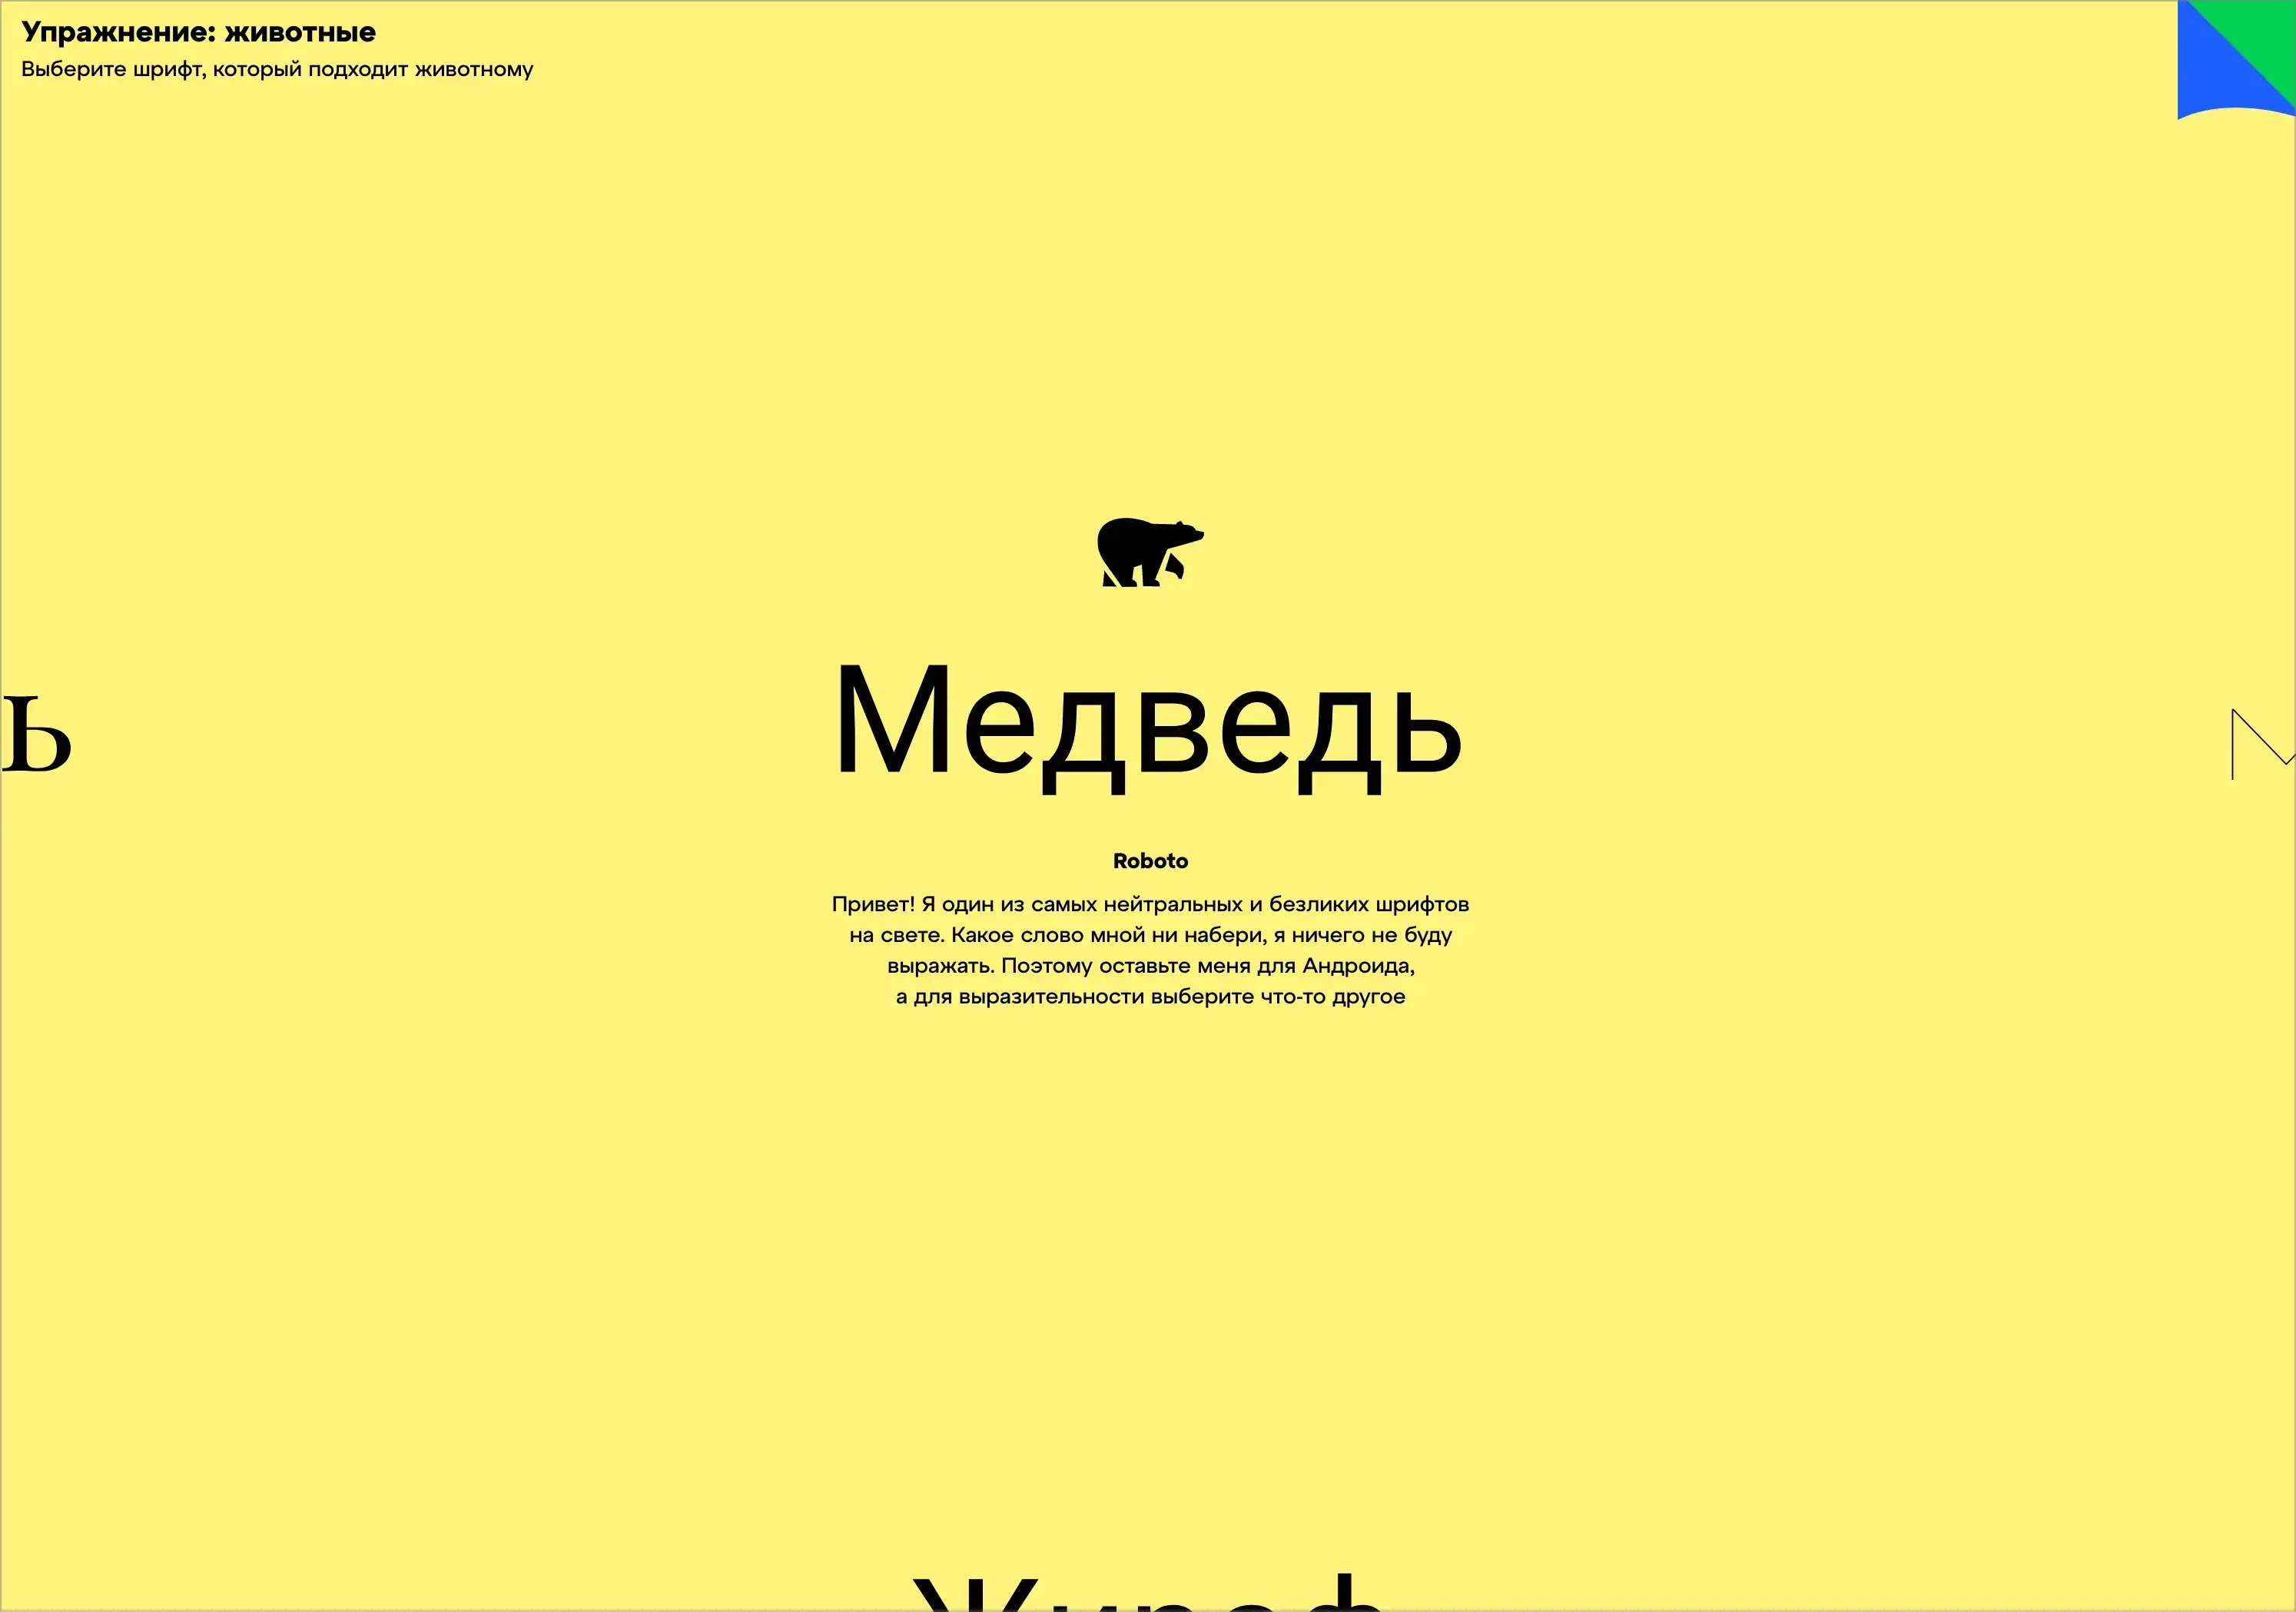 Упражнение: животные
Выберите шрифт, который подходит животному
ь
Медведь
Roboto
Привет! Я один из самых нейтральных и безликих шрифтов
на свете. Какое слово мной ни набери, я ничего не буду
выражать. Поэтому оставьте меня для Андроида,
а для выразительности выберите что-то другое
Жираф